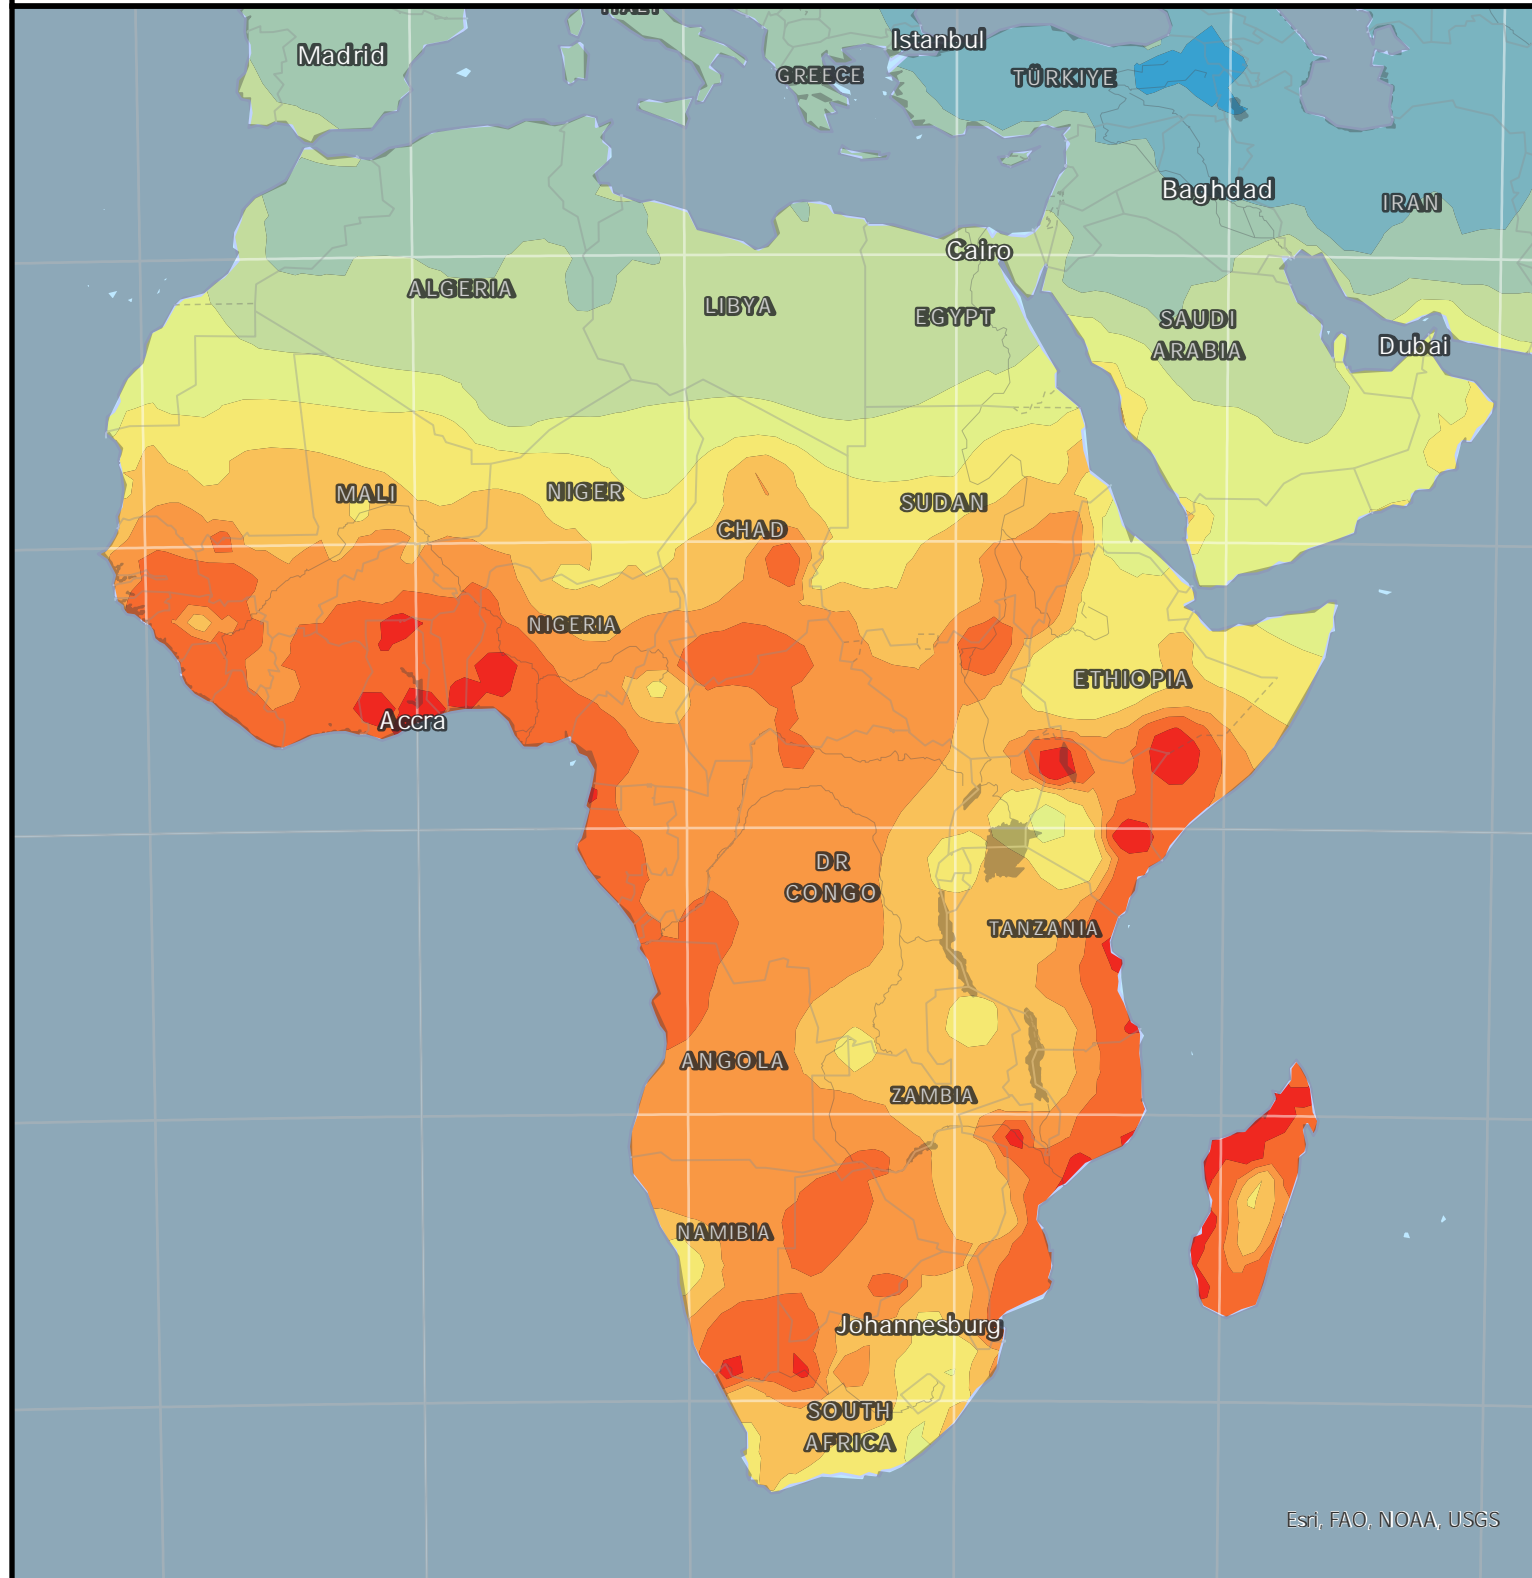 ITALY
Madrid
Istanbul
GREECE
TÜRKIYE
Baghdad
IRAN
Cairo
ALGERIA
LIBYA
EGYPT
SAUDI
ARABIA
Dubai
MALI
NIGER
CHAD
SUDAN
NIGERIA
ETHIOPIA
Accra
DR
CONGO
TANZANIA
ANGOLA
ZAMBIA
NAMIBIA
Johannesburg
SOUTH
AFRICA
Esri, FAO, NOAA, USGS